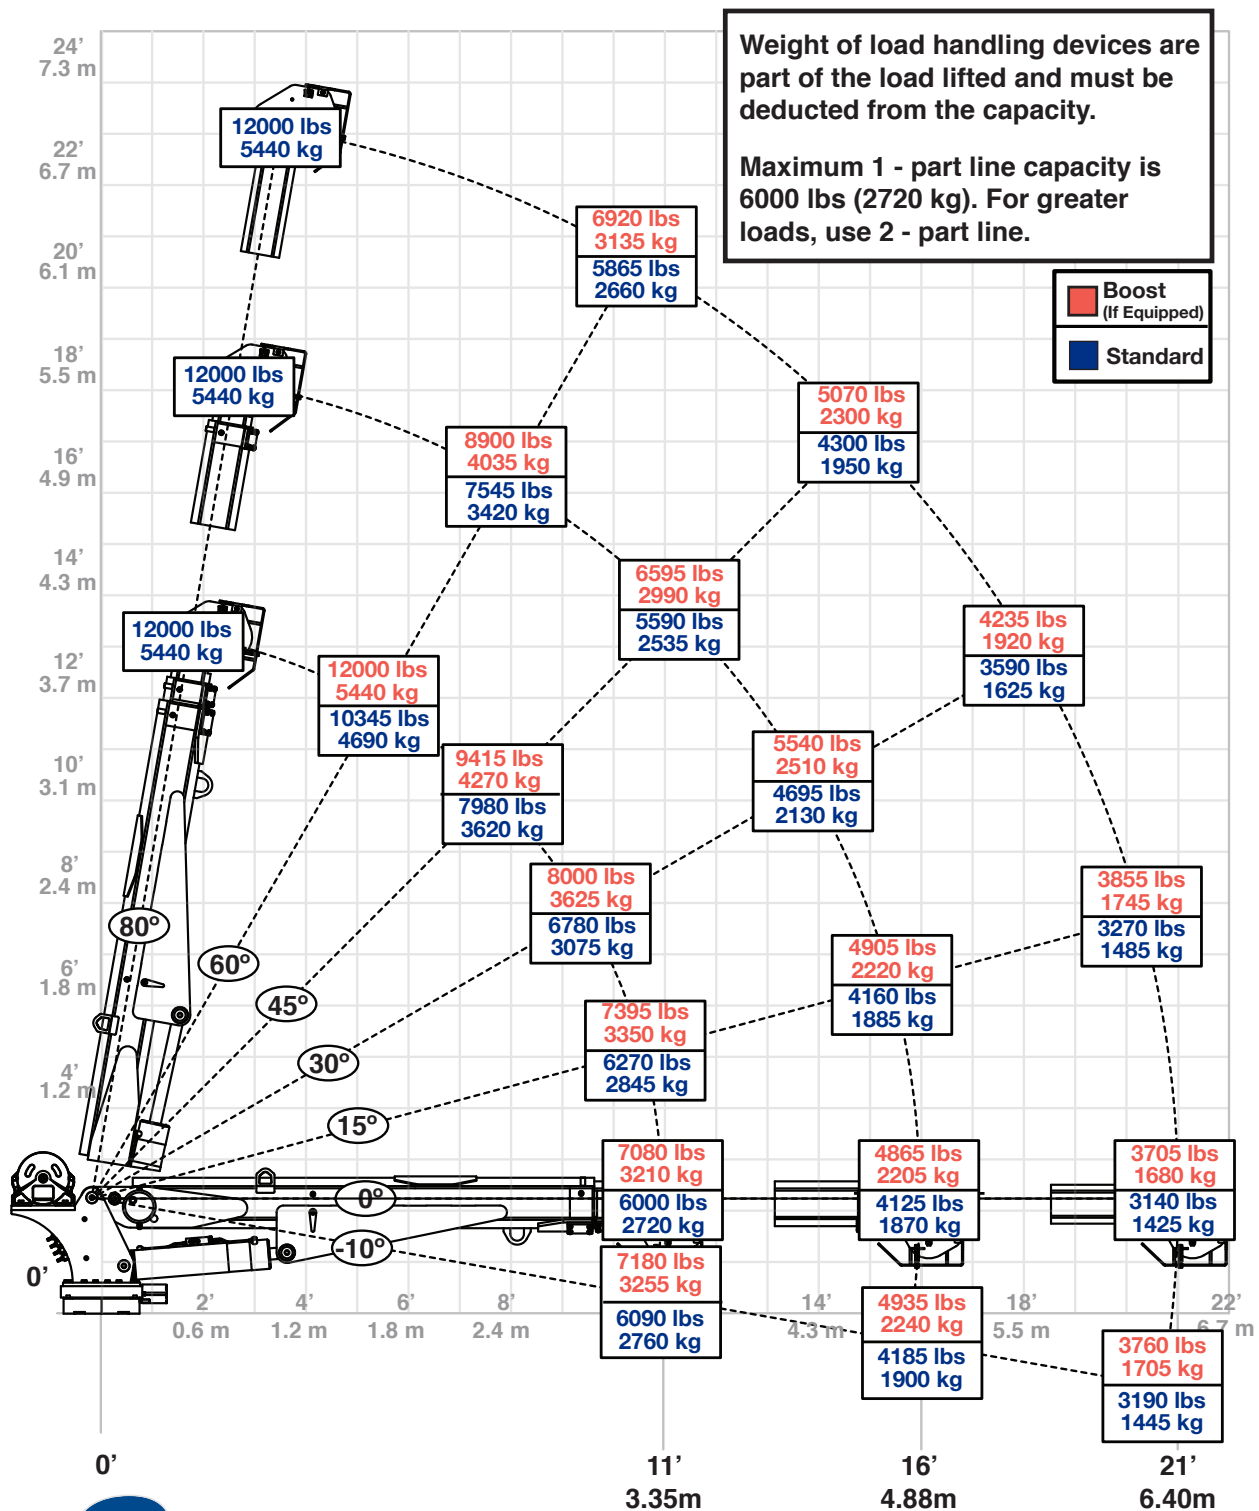 Weight of load handling devices are
part of the load lifted and must be
deducted from the capacity.
Maximum 1 - part line capacity is
6000 lbs (2720 kg). For greater
loads, use 2 - part line.
Boost
(If Equipped)
Standard
24’
7.3 m
22’
6.7 m
20’
6.1 m
18’
5.5 m
16’
4.9 m
14’
4.3 m
12’
3.7 m
10’
3.1 m
8’
2.4 m
6’
1.8 m
4’
1.2 m
0’
12000 lbs
5440 kg
6920 lbs
3135 kg
5865 lbs
2660 kg
5070 lbs
2300 kg
4300 lbs
1950 kg
4235 lbs
1920 kg
3590 lbs
1625 kg
3855 lbs
1745 kg
3270 lbs
1485 kg
3705 lbs
1680 kg
3140 lbs
1425 kg
3760 lbs
1705 kg
3190 lbs
1445 kg
12000 lbs
5440 kg
8900 lbs
4035 kg
7545 lbs
3420 kg
6595 lbs
2990 kg
5590 lbs
2535 kg
5540 lbs
2510 kg
4695 lbs
2130 kg
4905 lbs
2220 kg
4160 lbs
1885 kg
4865 lbs
2205 kg
4125 lbs
1870 kg
4935 lbs
2240 kg
4185 lbs
1900 kg
12000 lbs
5440 kg
12000 lbs
5440 kg
10345 lbs
4690 kg
9415 lbs
4270 kg
7980 lbs
3620 kg
8000 lbs
3625 kg
6780 lbs
3075 kg
7395 lbs
3350 kg
6270 lbs
2845 kg
7080 lbs
3210 kg
6000 lbs
2720 kg
7180 lbs
3255 kg
6090 lbs
2760 kg
80º
60º
45º
30º
15º
0º
-10º
2’
0.6 m
4’
1.2 m
6’
1.8 m
8’
2.4 m
14’
4.3 m
18’
5.5 m
22’
6.7 m
0’
11’
3.35m
16’
4.88m
21’
6.40m